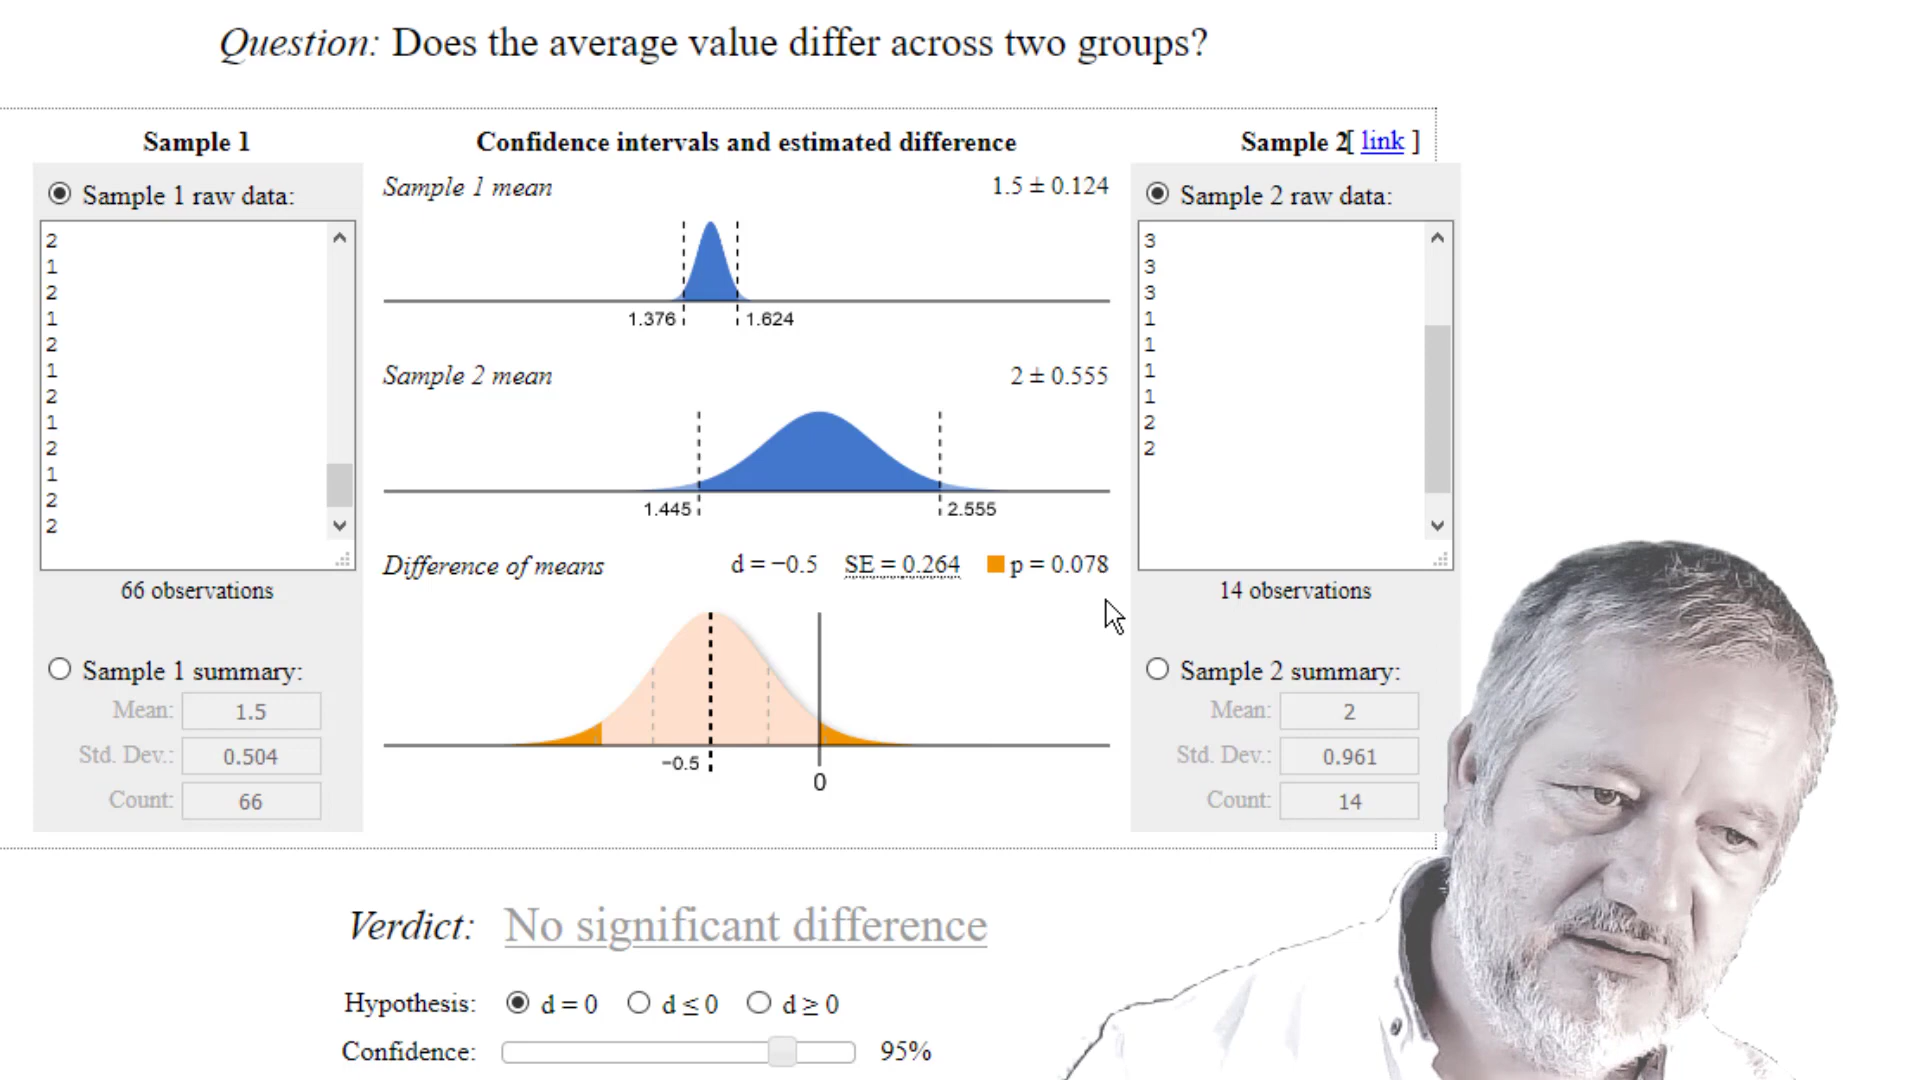 Question: Does the average value differ across two groups?
Sample 1
Confidence intervals and estimated difference
Sample 2[ link ]
Sample 1 raw data:
2
1
2
1
2
1
2
1
2
1
2
2
66 observations
Sample 1 summary:
Mean: 1.5
Std. Dev.: 0.504
Count: 66
Sample 1 mean 1.5 ± 0.124
1.376 1.624
Sample 2 mean 2 ± 0.555
1.445 2.555
Difference of means d = −0.5 SE = 0.264 p = 0.078
−0.5
0
Sample 2 raw data:
3
3
3
1
1
1
1
2
2
14 observations
Sample 2 summary:
Mean: 2
Std. Dev.: 0.961
Count: 14
Verdict: No significant difference
Hypothesis: d = 0 d ≤ 0 d ≥ 0
Confidence: 95%